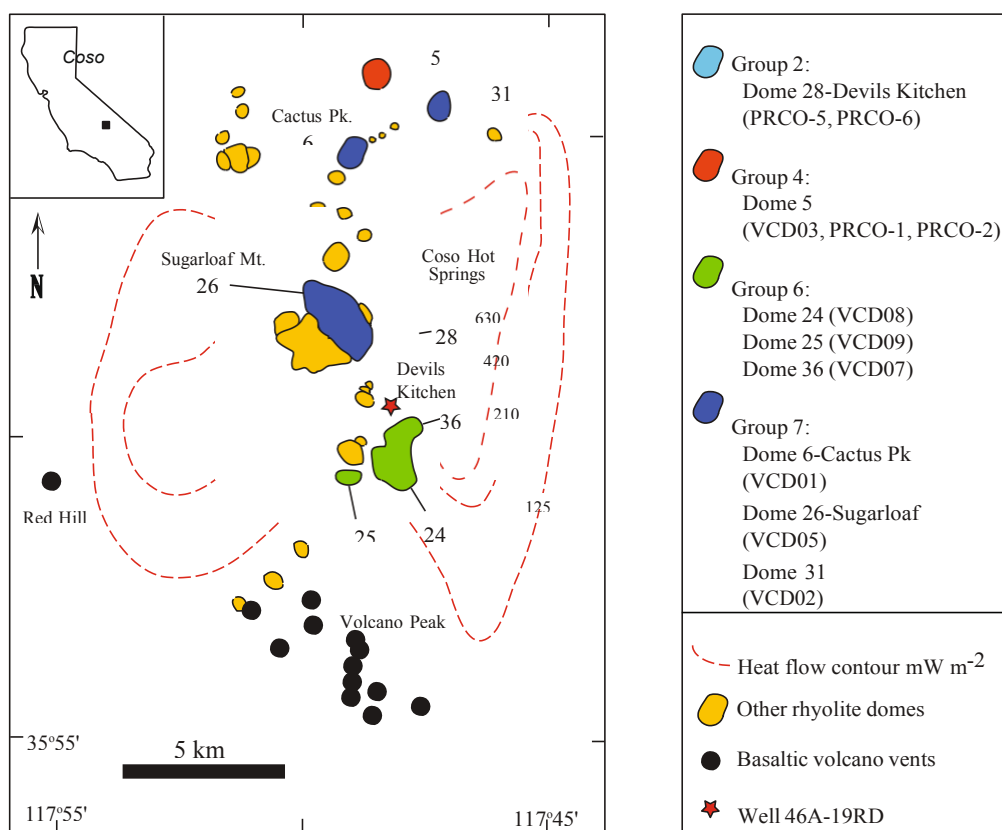 Coso
5
31
Cactus Pk.
6
N
Sugarloaf Mt.
26
Coso Hot
Springs
630
28
420
Devils
Kitchen
36
210
Red Hill
125
25
24
Volcano Peak
35°55'
5 km
117°55'
117°45'
Group 2:
Dome 28-Devils Kitchen
(PRCO-5, PRCO-6)
Group 4:
Dome 5
(VCD03, PRCO-1, PRCO-2)
Group 6:
Dome 24 (VCD08)
Dome 25 (VCD09)
Dome 36 (VCD07)
Group 7:
Dome 6-Cactus Pk
(VCD01)
Dome 26-Sugarloaf
(VCD05)
Dome 31
(VCD02)
Heat flow contour mW m-2
Other rhyolite domes
Basaltic volcano vents
Well 46A-19RD